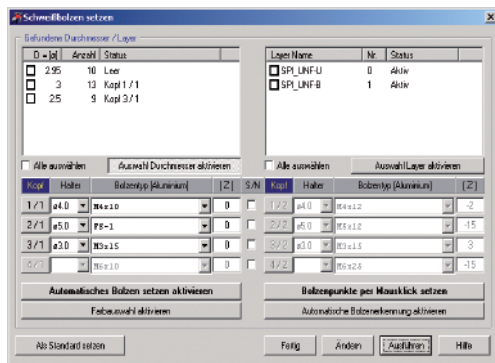 Schweißbolzen setzen
Gefundene Durchmesser / Layer
D = [ø] Anzahl Status
2.95 10 Leer
3 13 Kopf 1 / 1
25 9 Kopf 3 / 1
Layer Name Nr. Status
SPI_UNF-U 0 Aktiv
SPI_UNF-B 1 Aktiv
Alle auswählen Auswahl Durchmesser aktivieren
Alle auswählen Auswahl Layer aktivieren
Kopf Halter Bolzentyp (Aluminium) [Z] S/N Kopf Halter Bolzentyp (Aluminium) [Z]
1 / 1 ø4.0 M4x10 0 1 / 2 ø4.0 M4x12 -2
2 / 1 ø5.0 FS-1 0 2 / 2 ø5.0 M5x12 -15
3 / 1 ø3.0 M3x15 0 3 / 2 ø3.0 M3x15 3
4 / 1 M6x10 0 4 / 2 M6x25 -15
Automatisches Bolzen setzen aktivieren
Bolzenpunkte per Mausklick setzen
Farbauswahl aktivieren
Automatische Bolzenerkennung aktivieren
Als Standard setzen Fertig Ändern Ausführen Hilfe